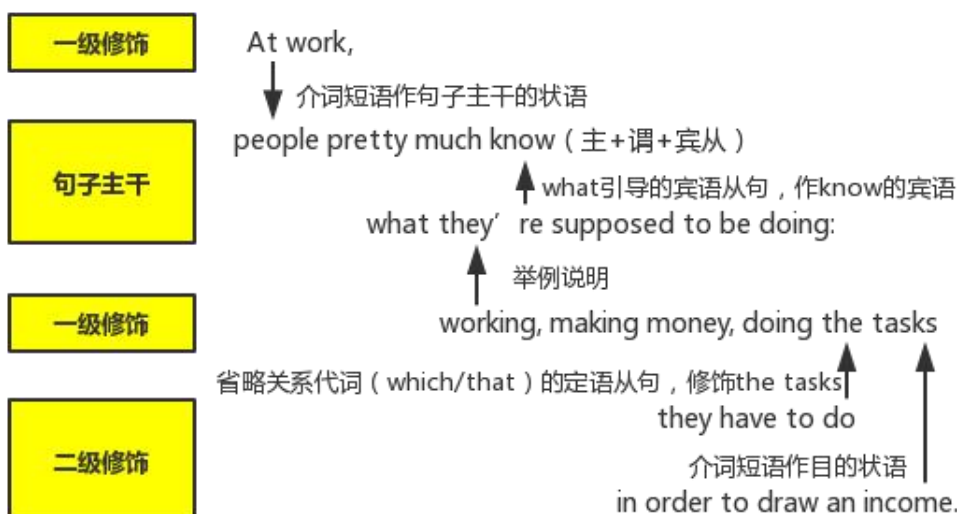 一级修饰
At work,
介词短语作句子主干的状语
people pretty much know（主+谓+宾从）
句子主干
what引导的宾语从句，作know的宾语
what they’ re supposed to be doing:
举例说明
一级修饰
working, making money, doing the tasks
省略关系代词（which/that）的定语从句，修饰the tasks
they have to do
二级修饰
介词短语作目的状语
in order to draw an income.